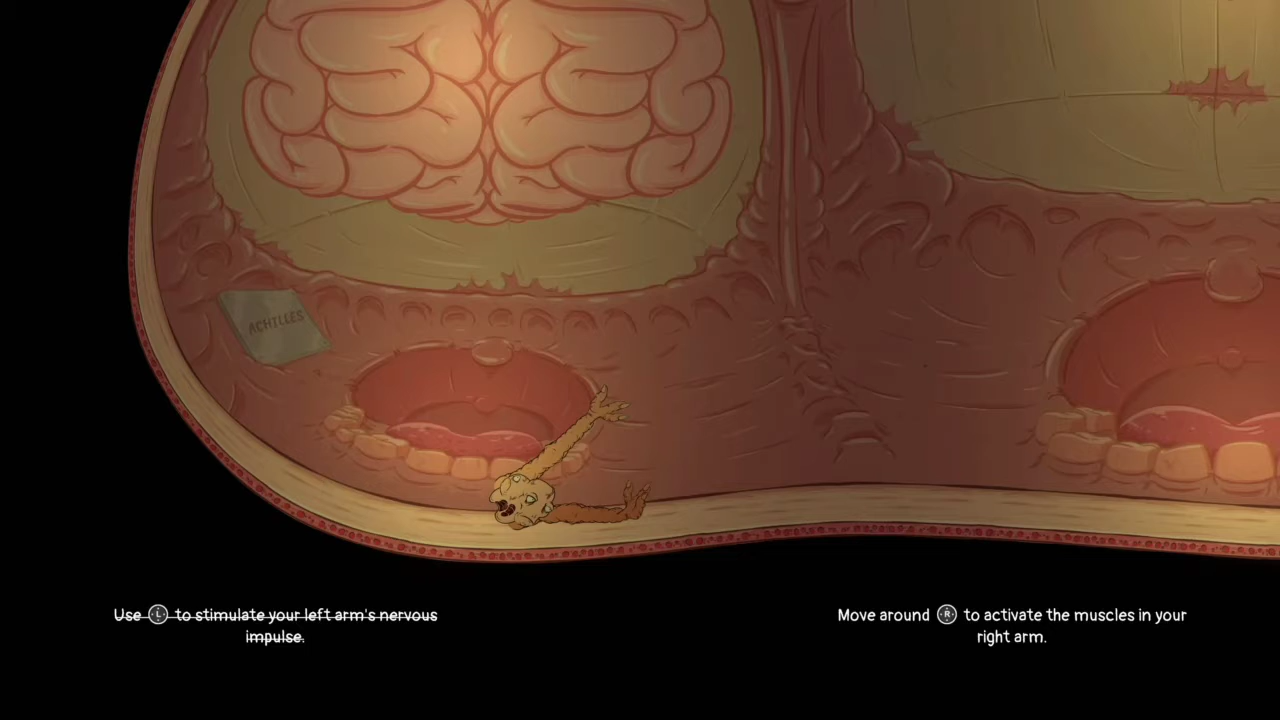 ACHILLES
Use L to stimulate your left arm's nervous
impulse.
Move around R to activate the muscles in your
right arm.